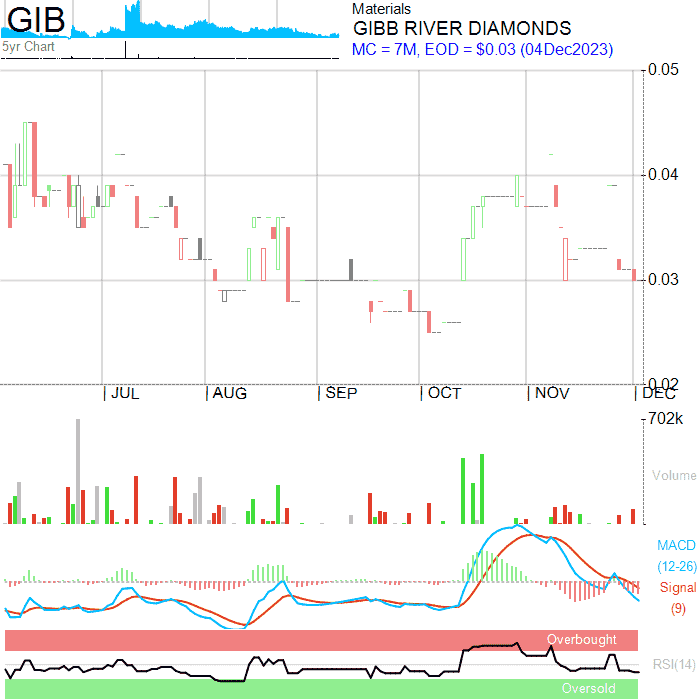 GIB
5yr Chart
Materials
GIBB RIVER DIAMONDS
MC = 7M, EOD = $0.03 (04Dec2023)
0.05
0.04
0.03
0.02
JUL
AUG
SEP
OCT
NOV
DEC
702k
Volume
MACD
(12-26)
Signal
(9)
Overbought
RSI(14)
Oversold